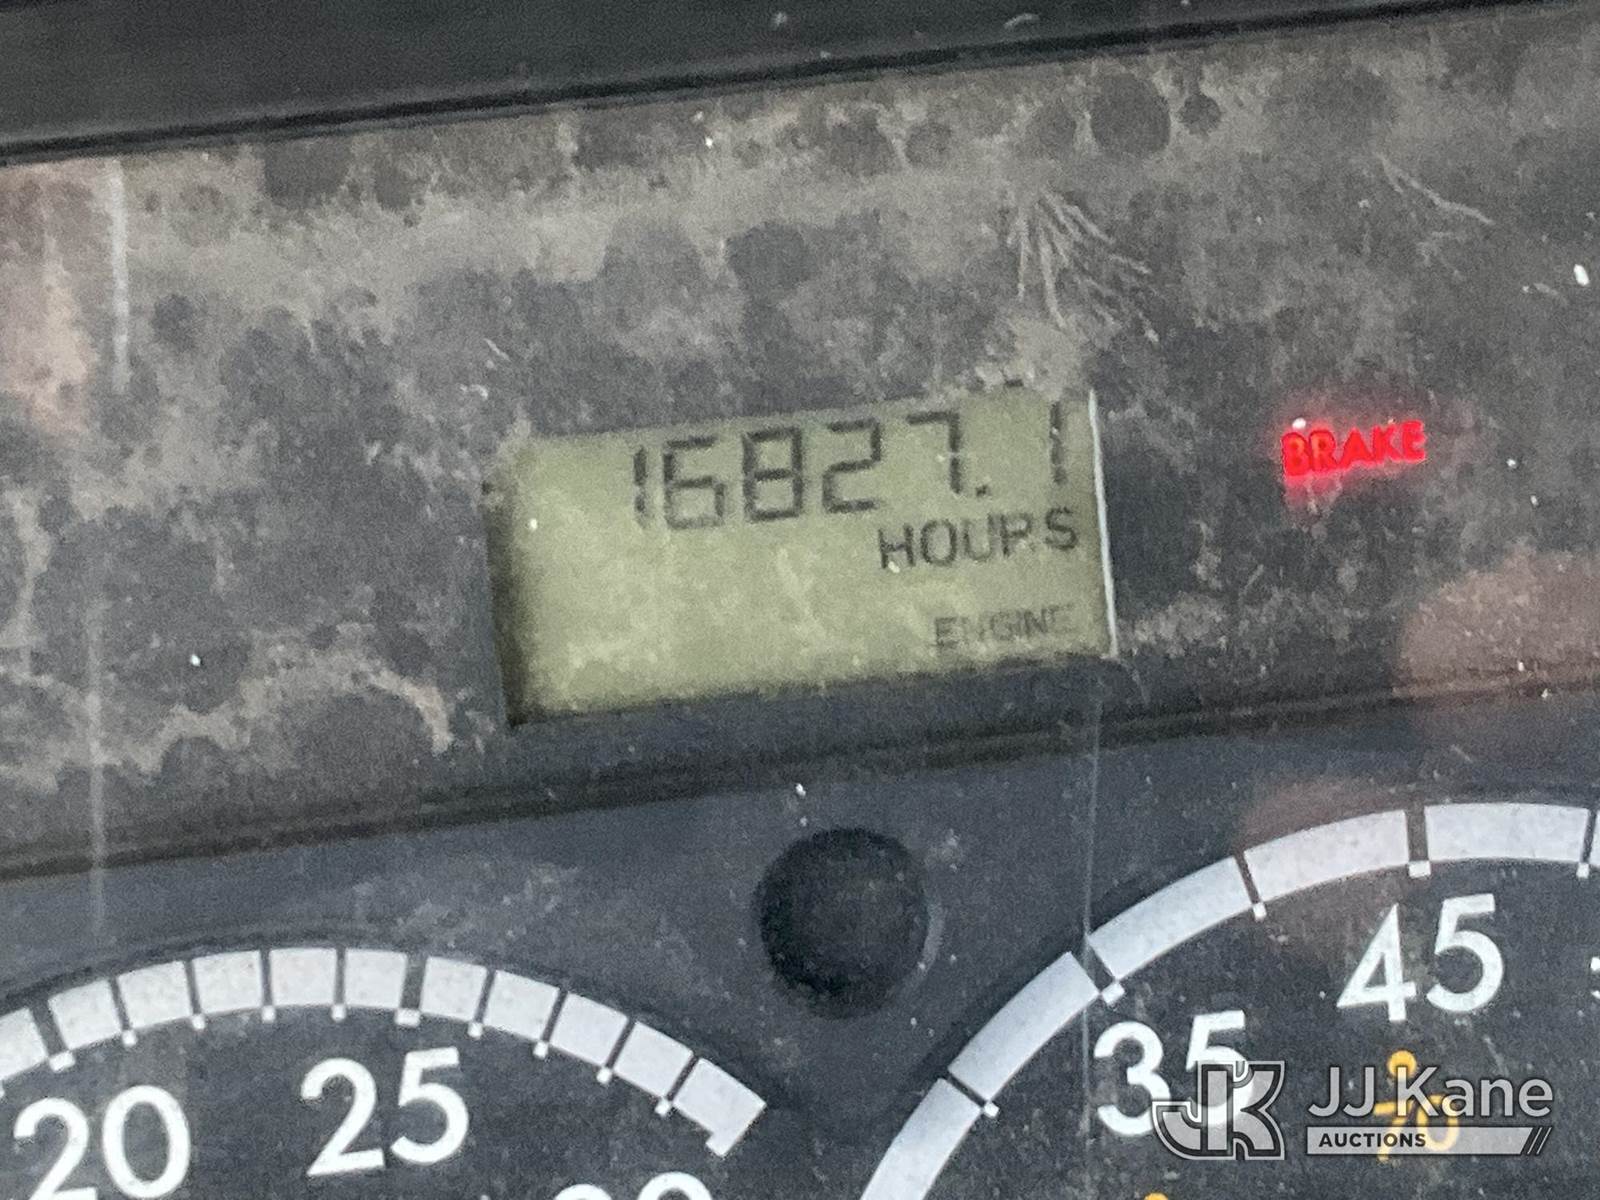 16827.1
HOURS
ENGINE
BRAKE
20
25
35
45
JJ Kane
AUCTIONS